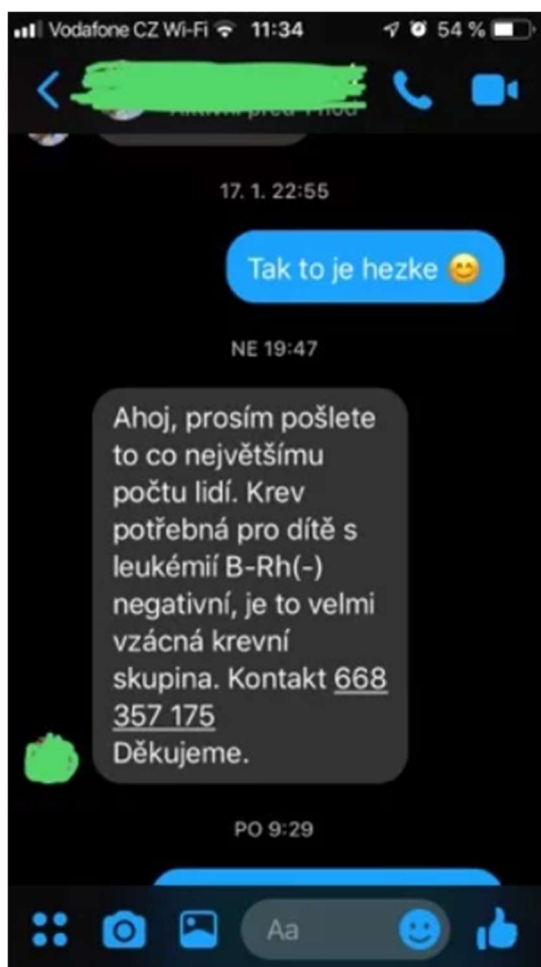 Vodafone CZ Wi-Fi 11:34 54 %
17. 1. 22:55
Tak to je hezke 😊
NE 19:47
Ahoj, prosím pošlete
to co největšímu
počtu lidí. Krev
potřebná pro dítě s
leukémií B-Rh(-)
negativní, je to velmi
vzácná krevní
skupina. Kontakt 668
357 175
Děkujeme.
PO 9:29
Aa